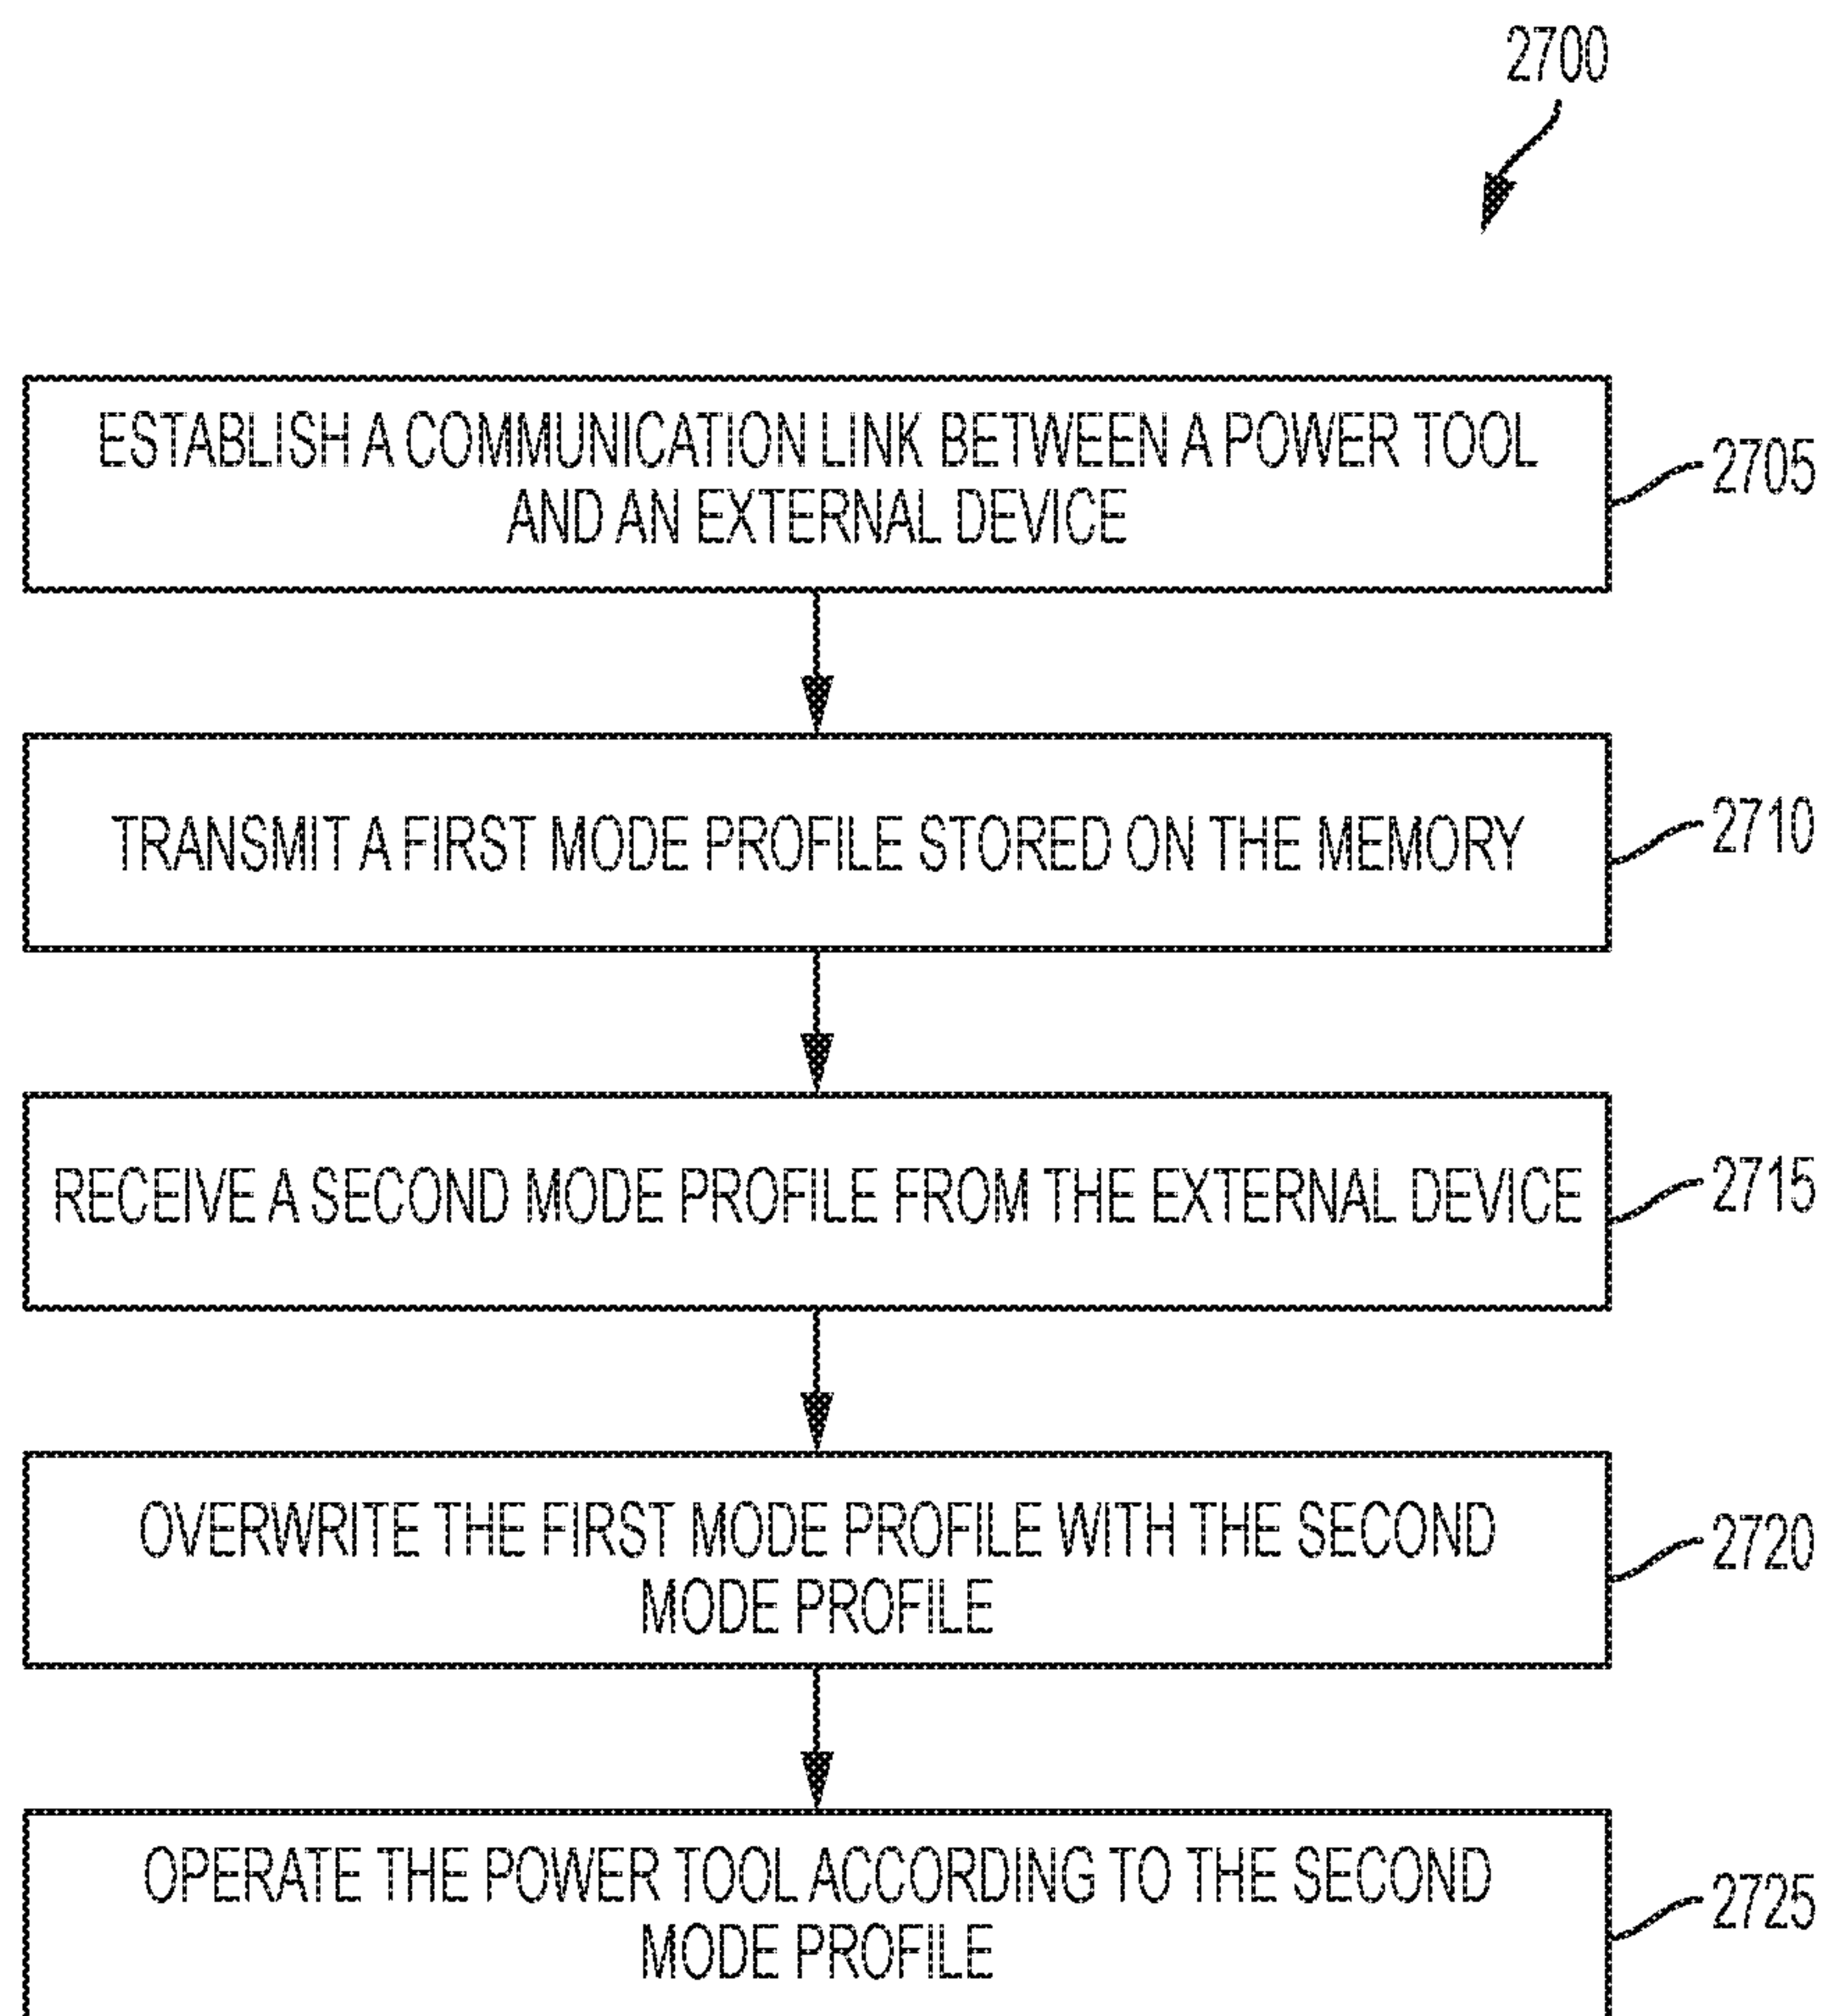 2700
ESTABLISH A COMMUNICATION LINK BETWEEN A POWER TOOL
AND AN EXTERNAL DEVICE
2705
TRANSMIT A FIRST MODE PROFILE STORED ON THE MEMORY
2710
RECEIVE A SECOND MODE PROFILE FROM THE EXTERNAL DEVICE
2715
OVERWRITE THE FIRST MODE PROFILE WITH THE SECOND
MODE PROFILE
2720
OPERATE THE POWER TOOL ACCORDING TO THE SECOND
MODE PROFILE
2725